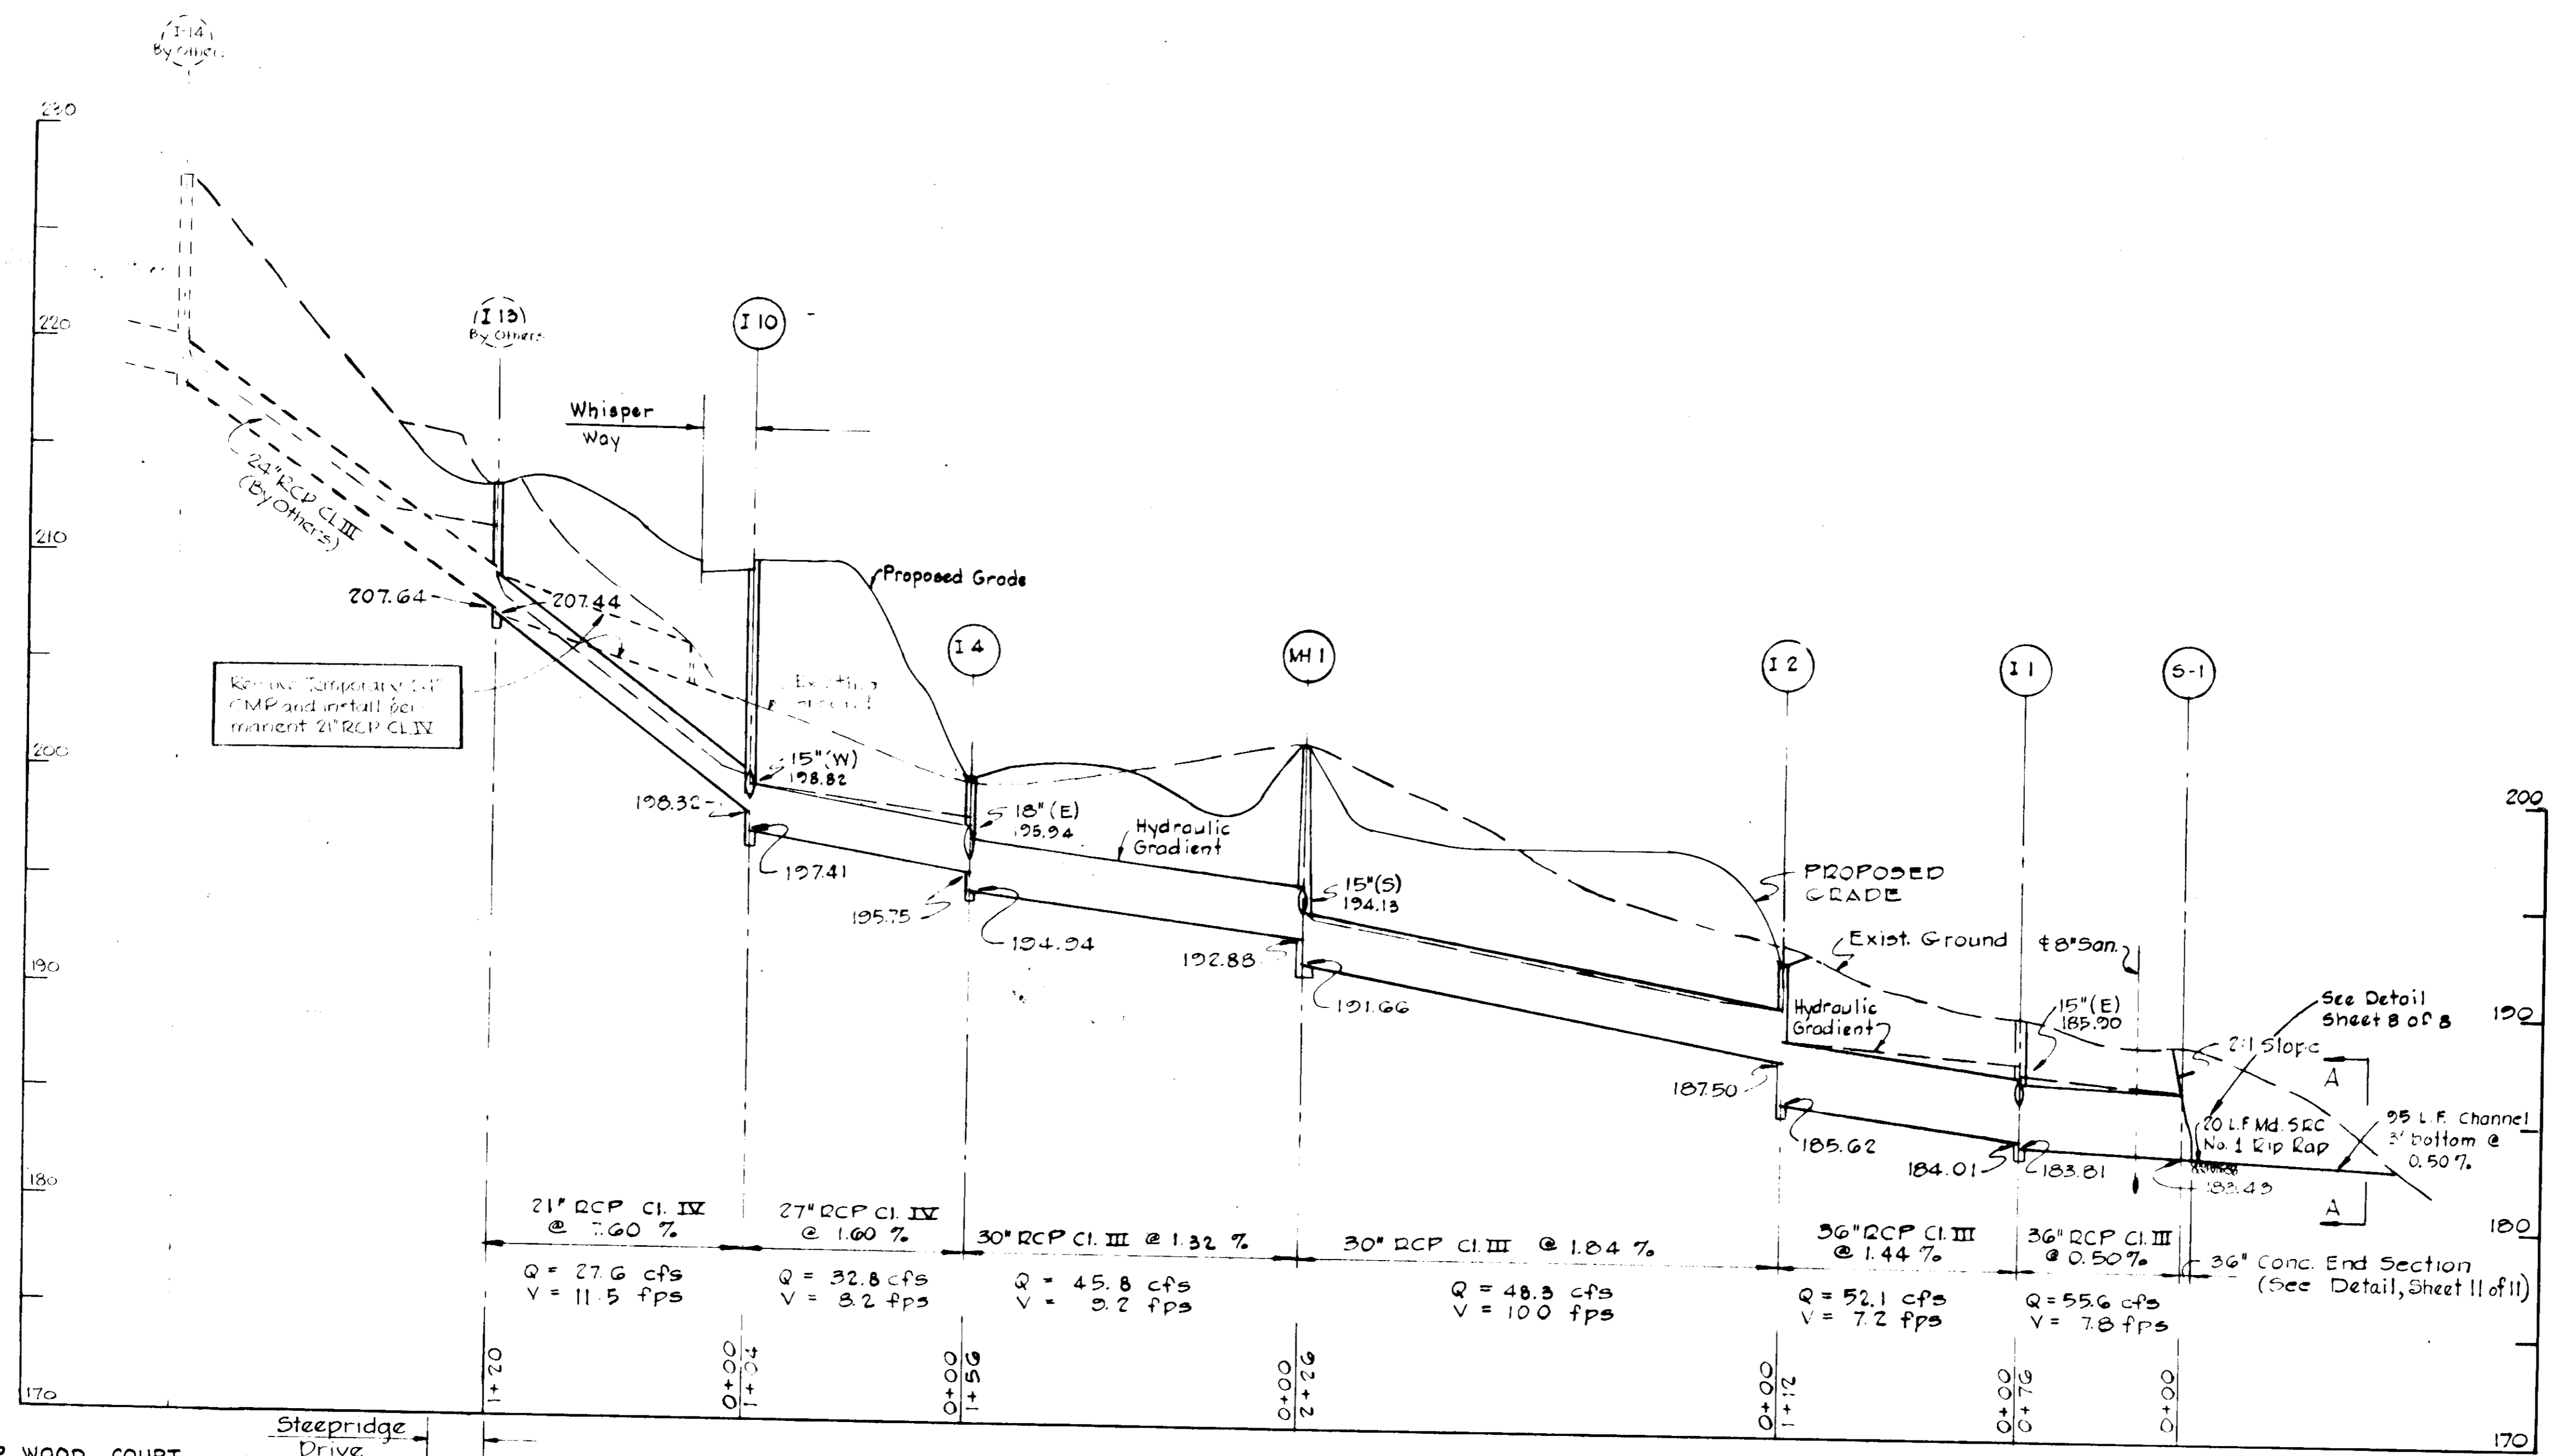 I-14
By Others
230
220
210
200
190
180
170
(I 13)
By Others
I 10
Whisper
Way
24" RCP CL. III
(By Others)
207.64
207.44
Remove Temporary
CMP and install per-
manent 21" RCP CL. IV
Proposed Grade
Existing
Ground
I 4
MH 1
I 2
I 1
S-1
15" (W)
198.82
198.32
197.41
18" (E)
195.94
195.75
194.94
Hydraulic
Gradient
15" (S)
194.13
192.88
191.66
PROPOSED
GRADE
Exist. Ground
℄ 8" San.
Hydraulic
Gradient
187.50
185.62
15" (E)
185.90
184.01
183.81
183.43
2:1 Slope
See Detail
Sheet 8 of 8
A
A
20 L.F. Md. SRC
No. 1 Rip Rap
95 L.F. Channel
3' bottom @
0.50%
200
190
180
170
21" RCP Cl. IV
@ 7.60 %
Q = 27.6 cfs
V = 11.5 fps
27" RCP Cl. IV
@ 1.60 %
Q = 32.8 cfs
V = 8.2 fps
30" RCP Cl. III @ 1.32 %
Q = 45.8 cfs
V = 9.2 fps
30" RCP Cl. III @ 1.84 %
Q = 48.3 cfs
V = 10.0 fps
36" RCP Cl. III
@ 1.44 %
Q = 52.1 cfs
V = 7.2 fps
36" RCP Cl. III
@ 0.50 %
Q = 55.6 cfs
V = 7.8 fps
36" Conc. End Section
(See Detail, Sheet 11 of 11)
1+20
0+00
1+04
0+00
1+56
0+00
2+26
0+00
1+12
0+00
0+76
0+00
Steepridge
Drive
WOOD COURT